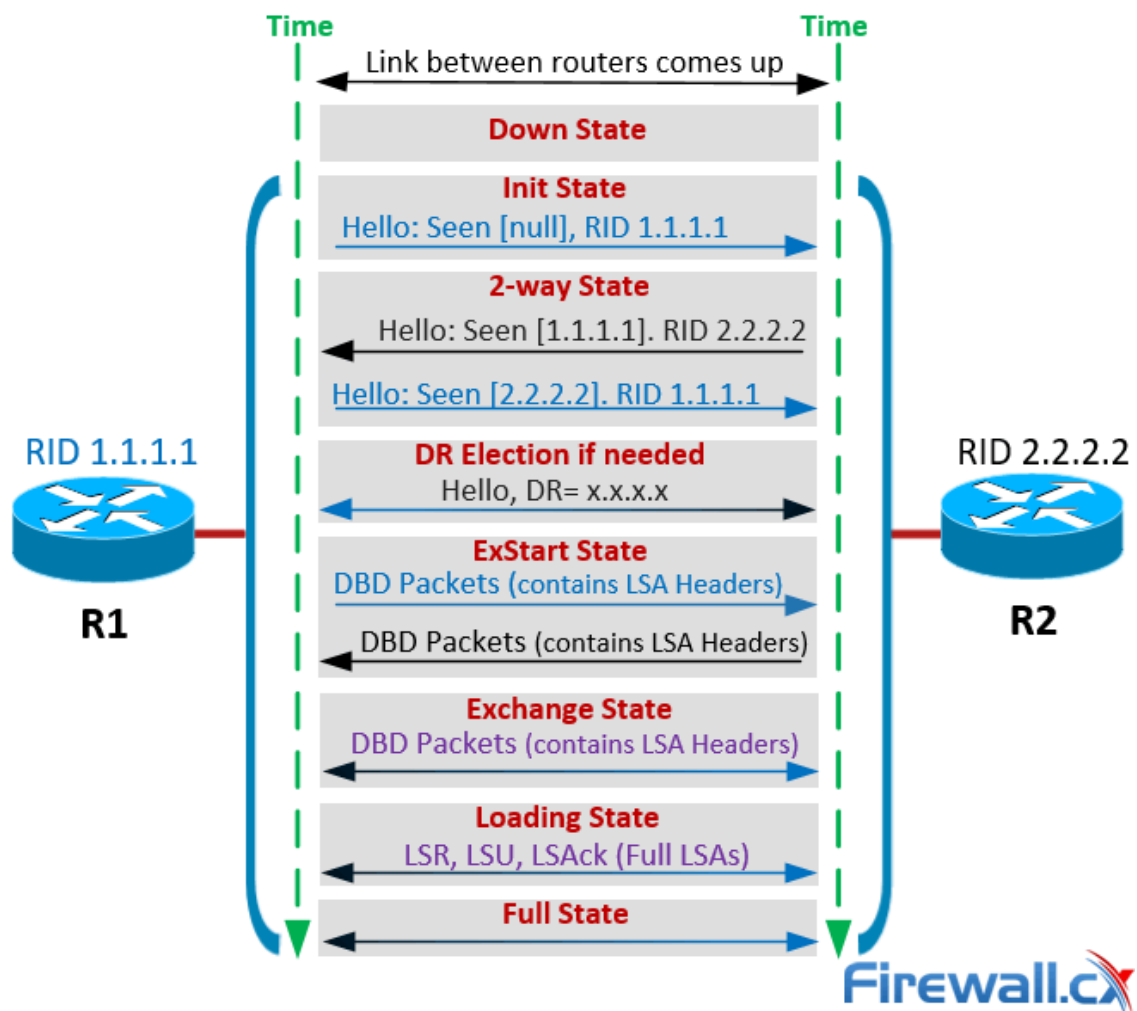 Time
Time
Link between routers comes up
Down State
Init State
Hello: Seen [null], RID 1.1.1.1
2-way State
Hello: Seen [1.1.1.1]. RID 2.2.2.2
Hello: Seen [2.2.2.2]. RID 1.1.1.1
RID 1.1.1.1
R1
RID 2.2.2.2
R2
DR Election if needed
Hello, DR= x.x.x.x
ExStart State
DBD Packets (contains LSA Headers)
DBD Packets (contains LSA Headers)
Exchange State
DBD Packets (contains LSA Headers)
Loading State
LSR, LSU, LSAck (Full LSAs)
Full State
Firewall.cx